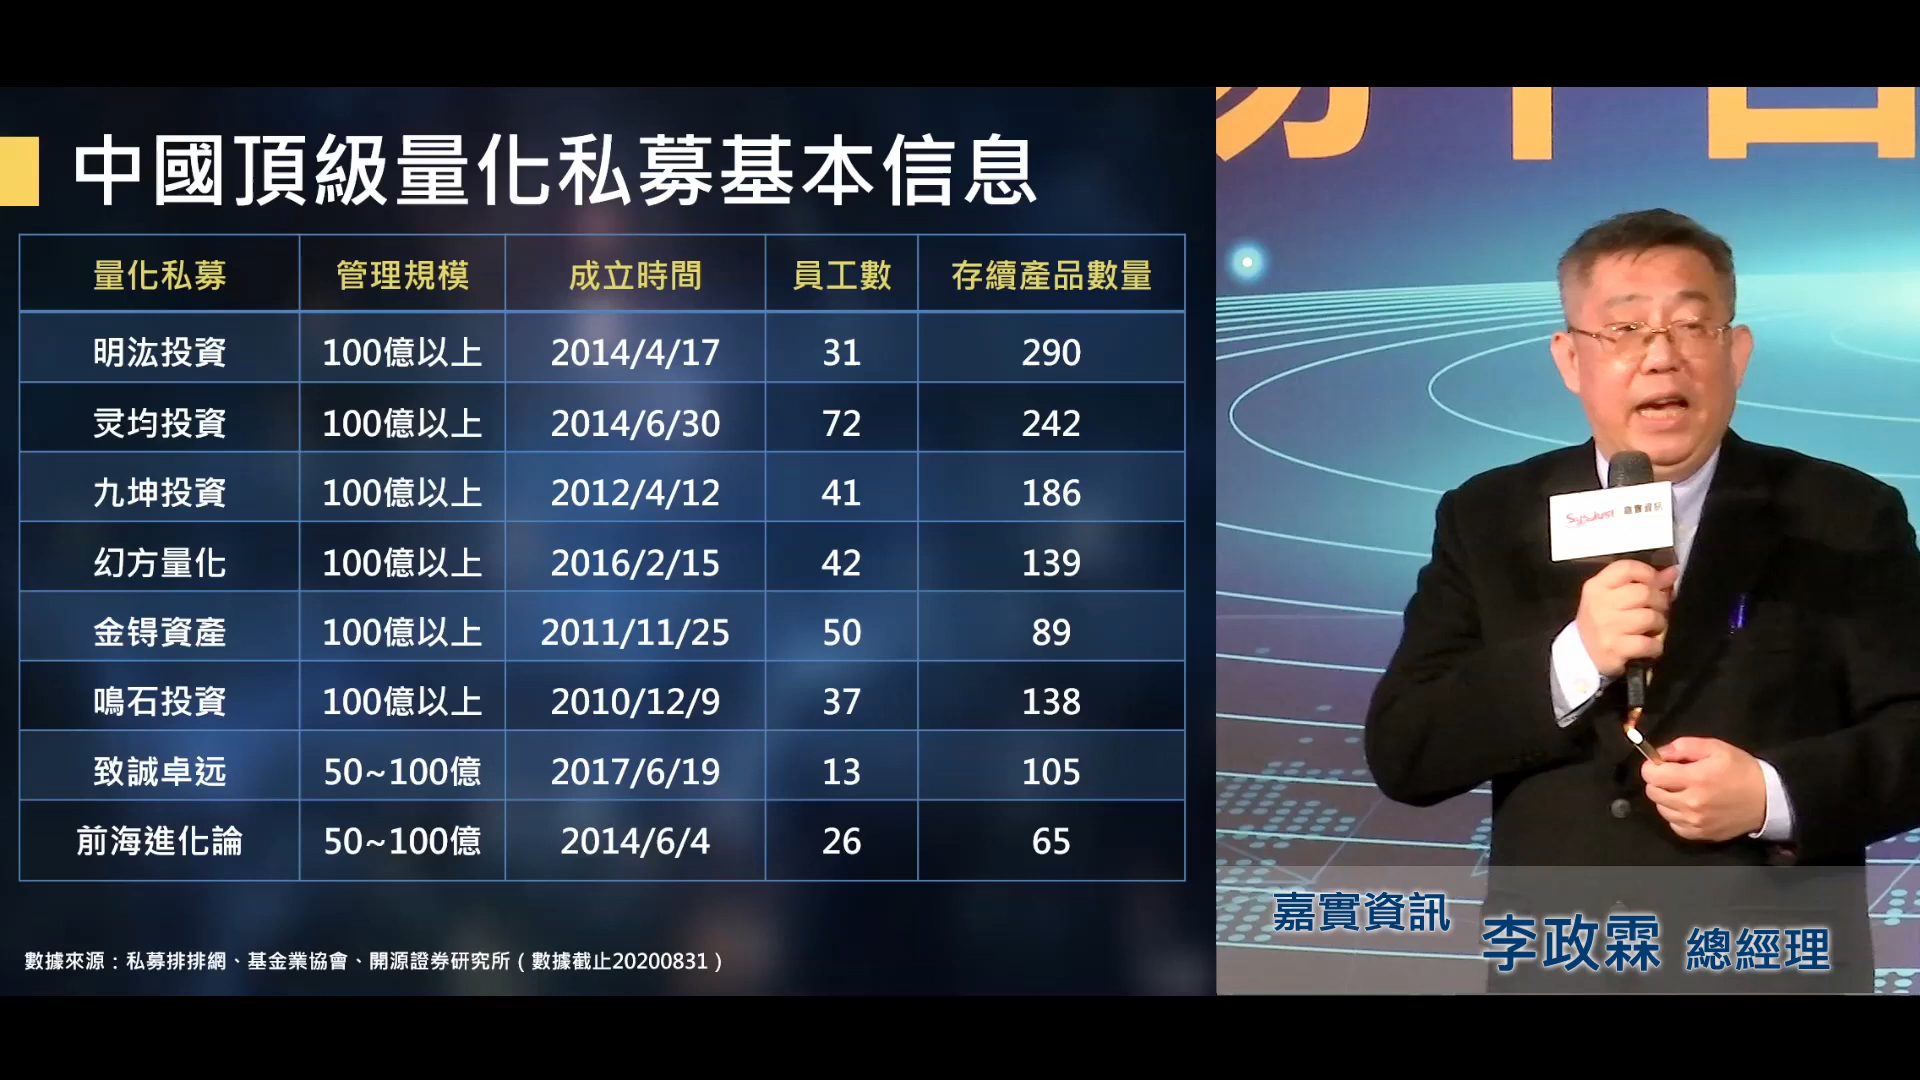 中國頂級量化私募基本信息
量化私募 管理規模 成立時間 員工數 存續產品數量
明汯投資 100億以上 2014/4/17 31 290
灵均投資 100億以上 2014/6/30 72 242
九坤投資 100億以上 2012/4/12 41 186
幻方量化 100億以上 2016/2/15 42 139
金锝資產 100億以上 2011/11/25 50 89
鳴石投資 100億以上 2010/12/9 37 138
致誠卓远 50~100億 2017/6/19 13 105
前海進化論 50~100億 2014/6/4 26 65
數據來源：私募排排網、基金業協會、開源證券研究所（數據截止20200831）
SysJust 嘉實資訊
嘉實資訊 李政霖 總經理